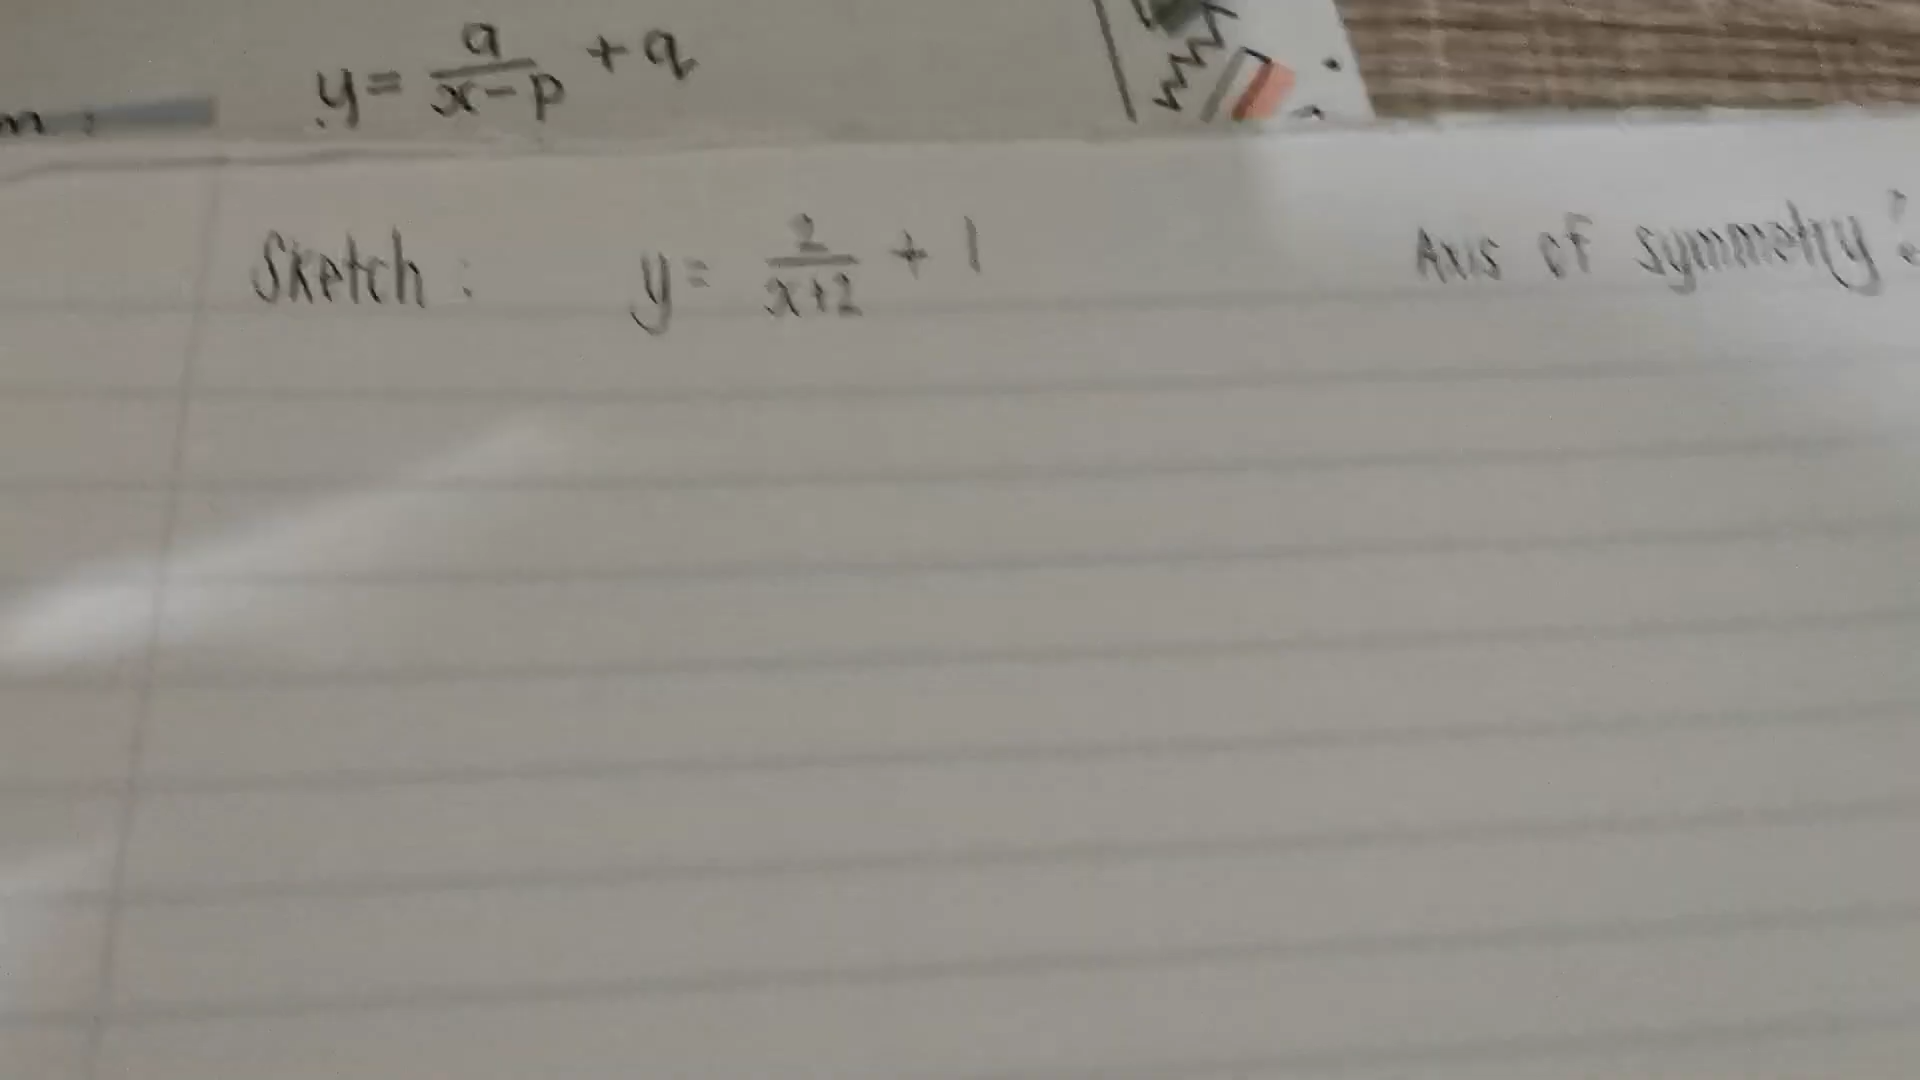 y = a/(x-p) + q
Sketch : y = 2/(x+2) + 1
Axis of symmetry :